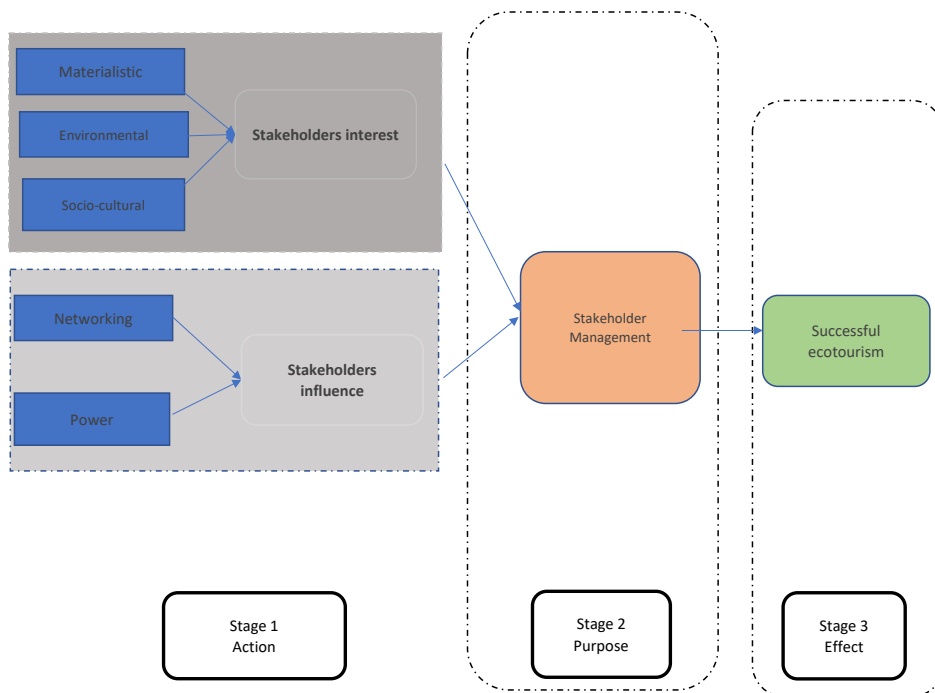 Materialistic
Environmental
Socio-cultural
Stakeholders interest
Networking
Power
Stakeholders
influence
Stakeholder
Management
Successful
ecotourism
Stage 1
Action
Stage 2
Purpose
Stage 3
Effect